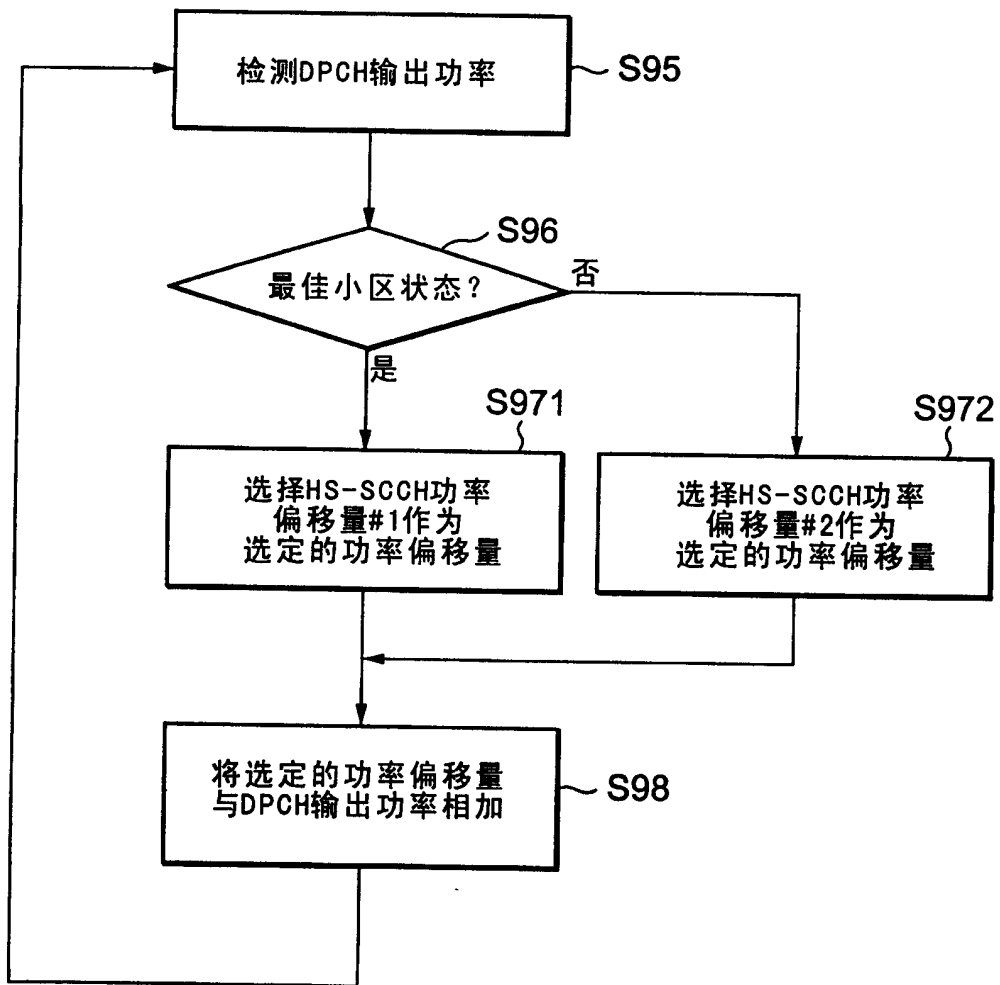 检测DPCH输出功率
S95
S96
最佳小区状态?
否
是
S971
选择HS-SCCH功率
偏移量#1作为
选定的功率偏移量
S972
选择HS-SCCH功率
偏移量#2作为
选定的功率偏移量
将选定的功率偏移量
与DPCH输出功率相加
S98